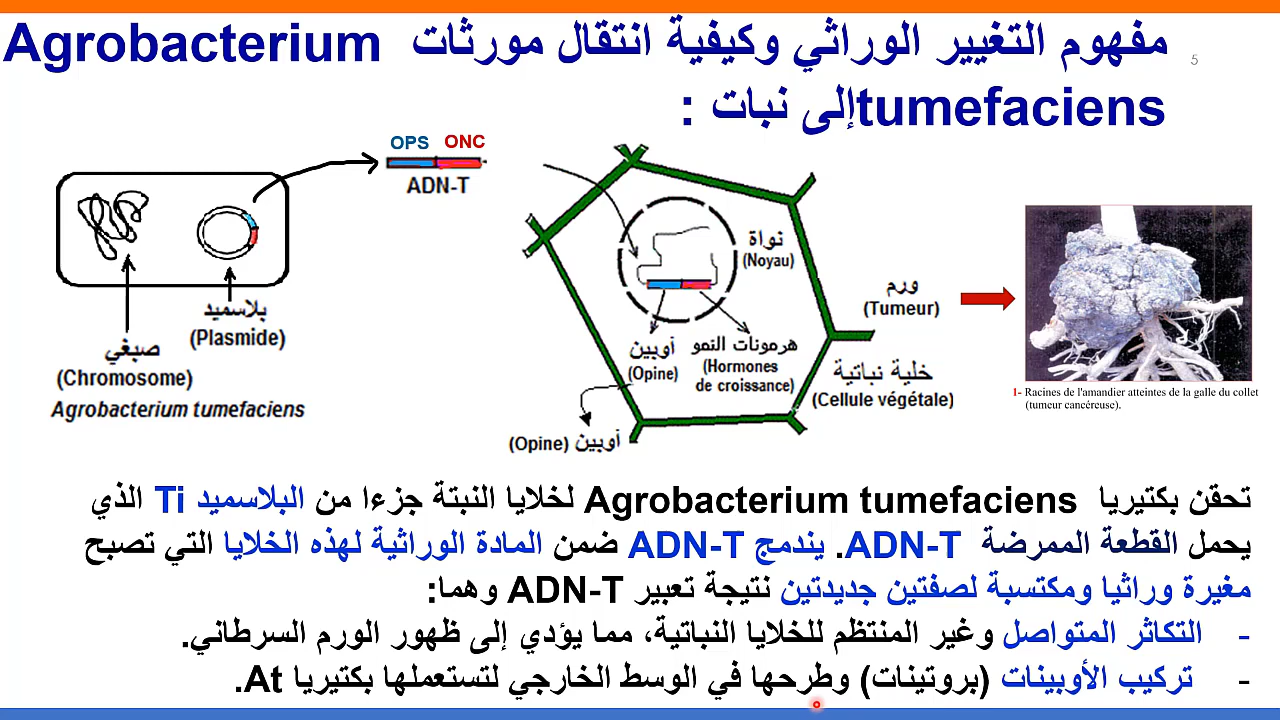 مفهوم التغيير الوراثي وكيفية انتقال مورثات Agrobacterium
tumefaciensإلى نبات :
5
OPS ONC
ADN-T
بلاسميد
(Plasmide)
صبغي
(Chromosome)
Agrobacterium tumefaciens
نواة
(Noyau)
أوبين
(Opine)
هرمونات النمو
(Hormones
de croissance)
أوبين (Opine)
ورم
(Tumeur)
خلية نباتية
(Cellule végétale)
1- Racines de l'amandier atteintes de la galle du collet
(tumeur cancéreuse).
تحقن بكتيريا Agrobacterium tumefaciens لخلايا النبتة جزءا من البلاسميد Ti الذي
يحمل القطعة الممرضة ADN-T. يندمج ADN-T ضمن المادة الوراثية لهذه الخلايا التي تصبح
مغيرة وراثيا ومكتسبة لصفتين جديدتين نتيجة تعبير ADN-T وهما:
- التكاثر المتواصل وغير المنتظم للخلايا النباتية، مما يؤدي إلى ظهور الورم السرطاني.
- تركيب الأوبينات (بروتينات) وطرحها في الوسط الخارجي لتستعملها بكتيريا At.